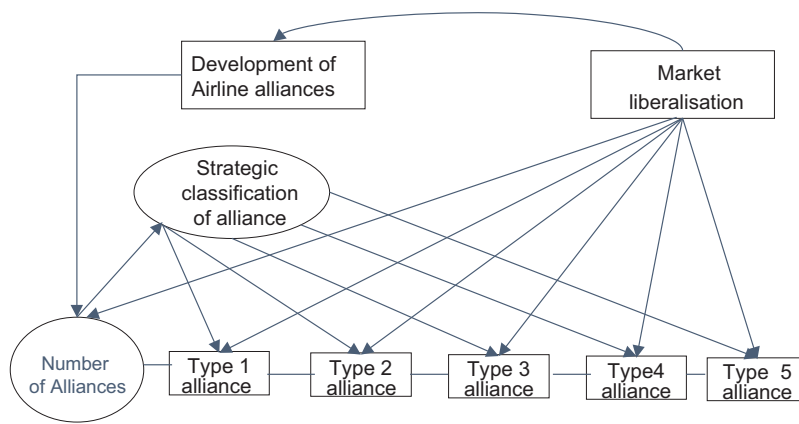 Development of
Airline alliances
Market
liberalisation
Strategic
classification
of alliance
Number
of Alliances
Type 1
alliance
Type 2
alliance
Type 3
alliance
Type4
alliance
Type 5
alliance